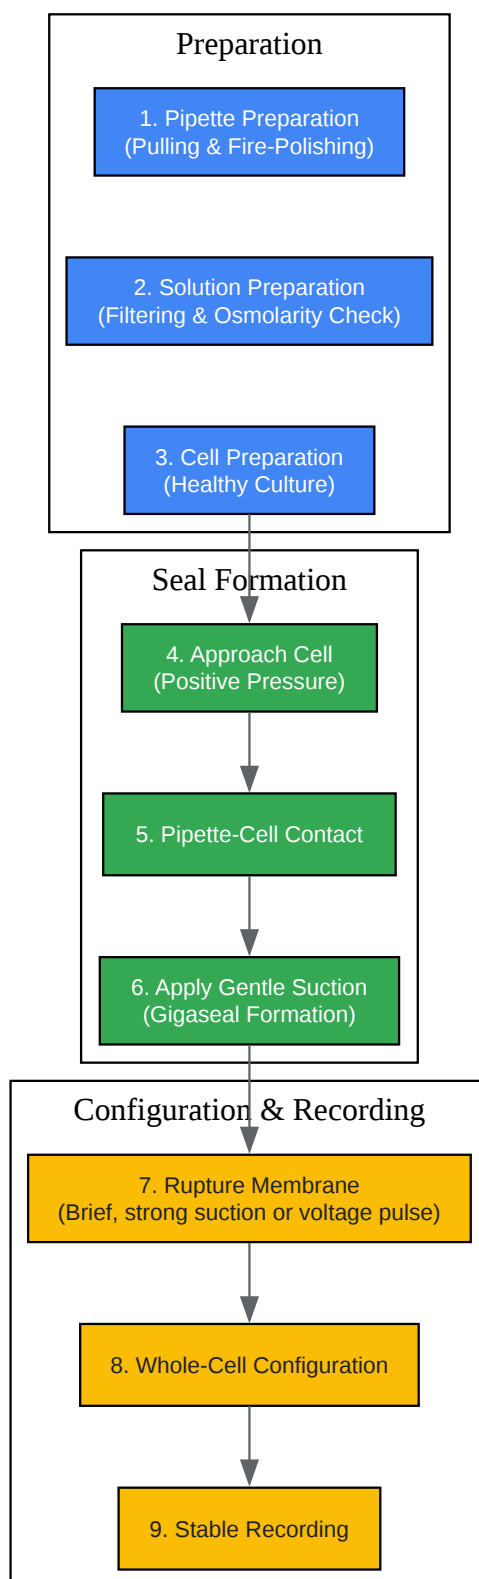 Preparation
1. Pipette Preparation
(Pulling & Fire-Polishing)
2. Solution Preparation
(Filtering & Osmolarity Check)
3. Cell Preparation
(Healthy Culture)
Seal Formation
4. Approach Cell
(Positive Pressure)
5. Pipette-Cell Contact
6. Apply Gentle Suction
(Gigaseal Formation)
Configuration & Recording
7. Rupture Membrane
(Brief, strong suction or voltage pulse)
8. Whole-Cell Configuration
9. Stable Recording